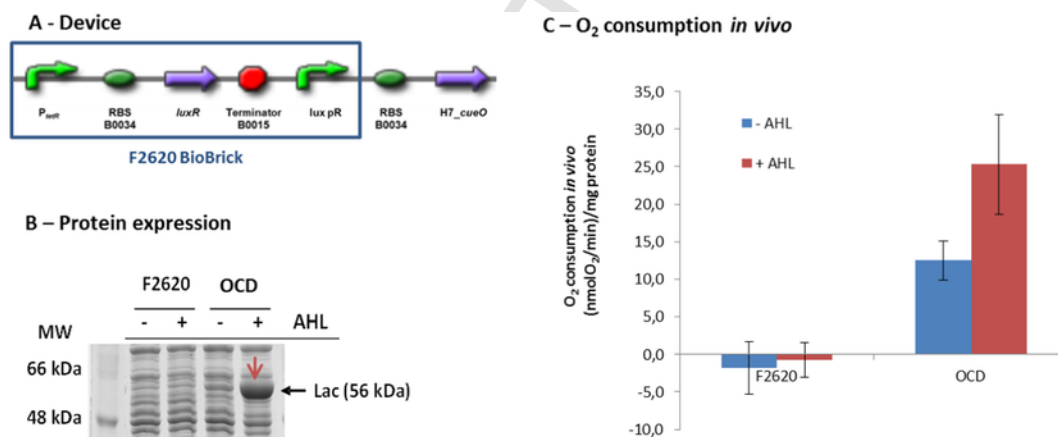 A - Device
P_tetR
RBS
B0034
luxR
Terminator
B0015
lux pR
RBS
B0034
H7_cueO
F2620 BioBrick
B – Protein expression
F2620 OCD
- + - + AHL
MW
66 kDa
Lac (56 kDa)
48 kDa
C – O₂ consumption in vivo
O₂ consumption in vivo
(nmolO₂/min)/mg protein
35,0
30,0
25,0
20,0
15,0
10,0
5,0
0,0
-5,0
-10,0
- AHL
+ AHL
F2620
OCD